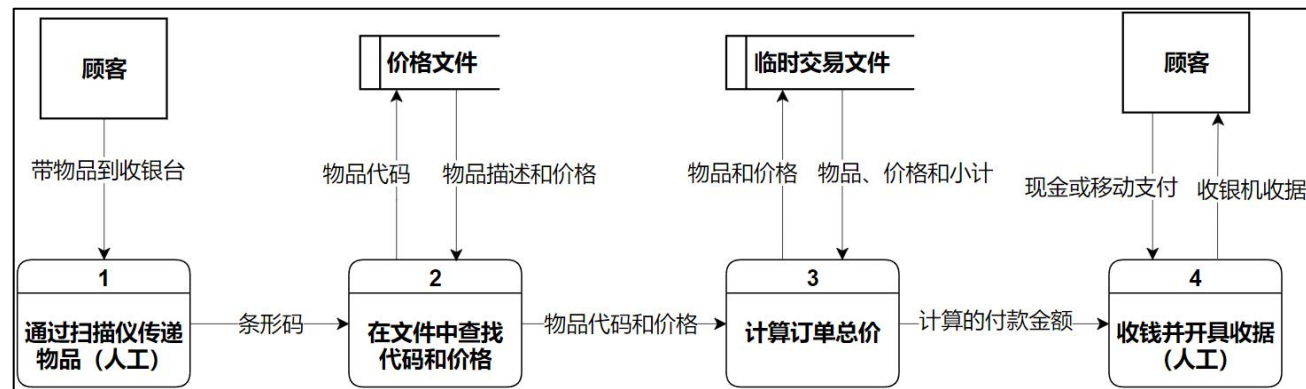 顾客
价格文件
临时交易文件
顾客
带物品到收银台
物品代码
物品描述和价格
物品和价格
物品、价格和小计
现金或移动支付
收银机收据
1
通过扫描仪传递
物品（人工）
条形码
2
在文件中查找
代码和价格
物品代码和价格
3
计算订单总价
计算的付款金额
4
收钱并开具收据
（人工）